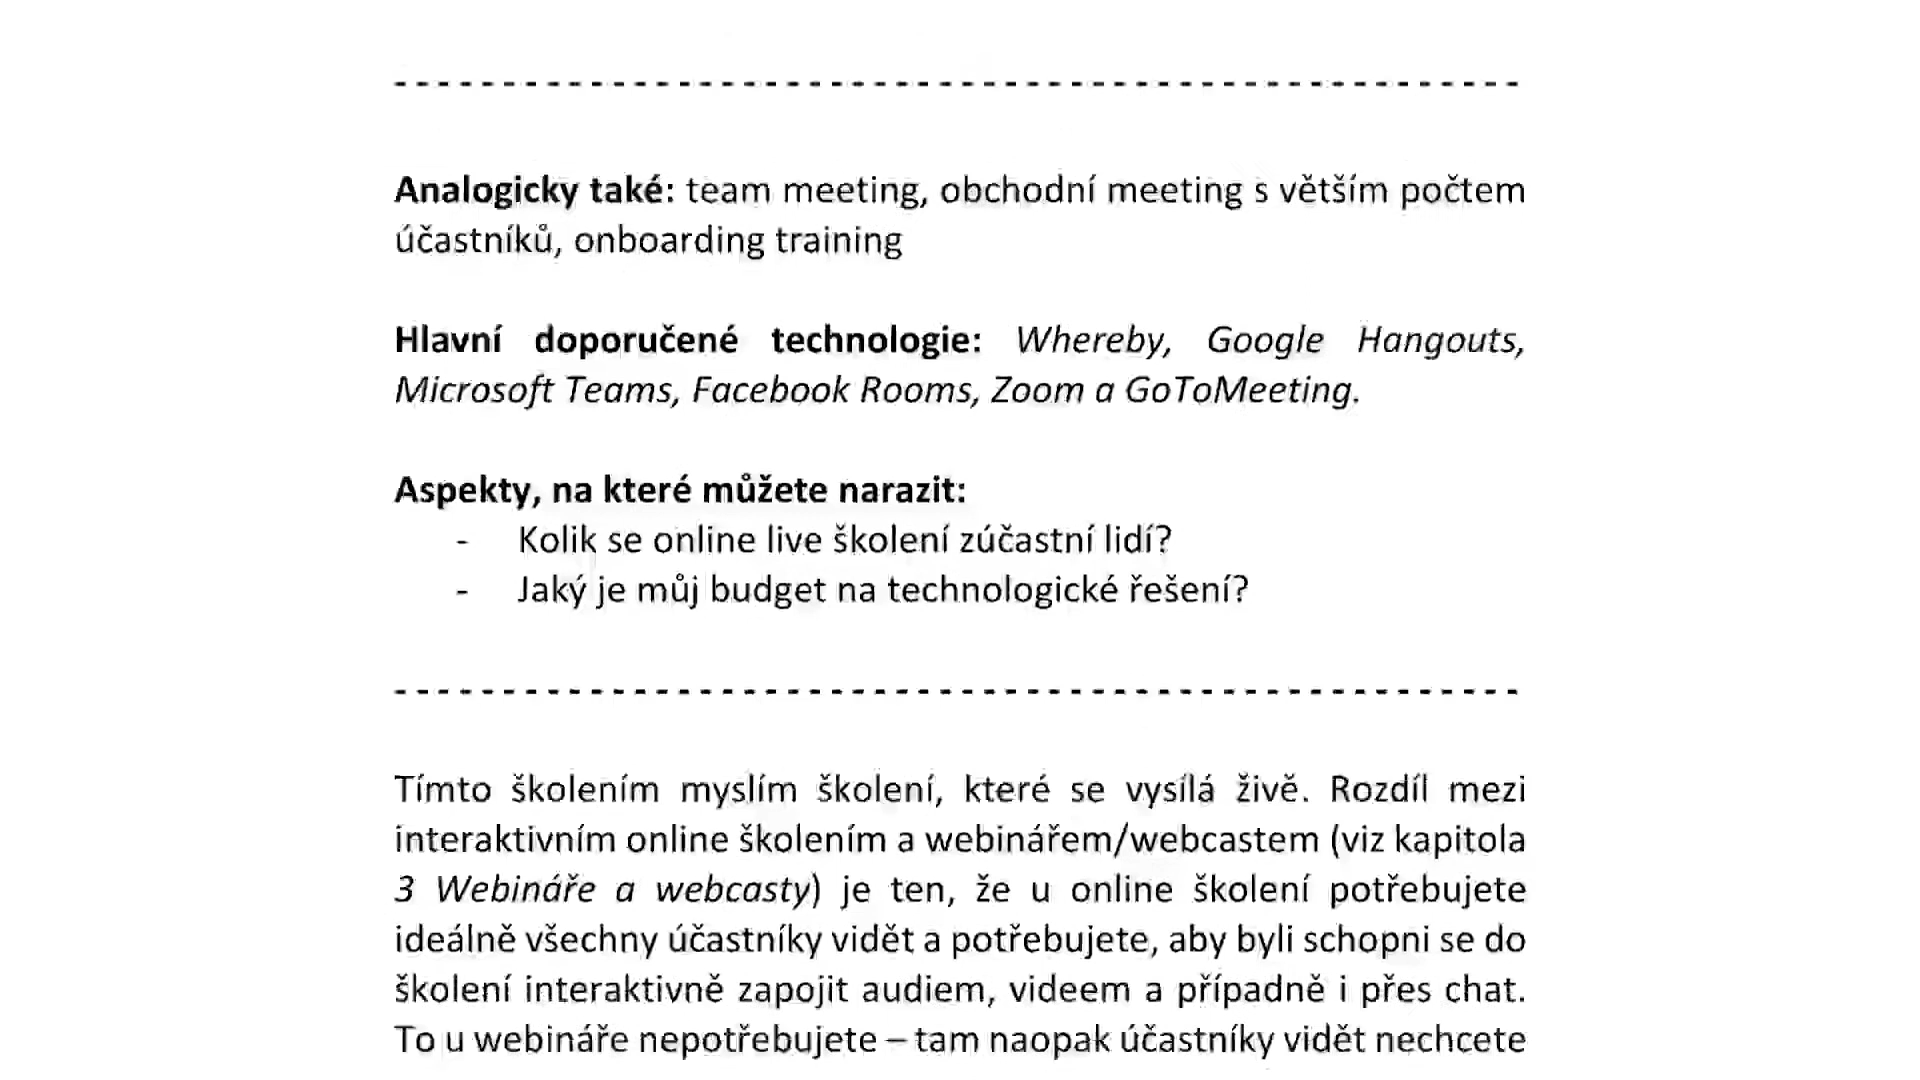 Analogicky také: team meeting, obchodní meeting s větším počtem
účastníků, onboarding training
Hlavní doporučené technologie: Whereby, Google Hangouts,
Microsoft Teams, Facebook Rooms, Zoom a GoToMeeting.
Aspekty, na které můžete narazit:
- Kolik se online live školení zúčastní lidí?
- Jaký je můj budget na technologické řešení?
Tímto školením myslím školení, které se vysílá živě. Rozdíl mezi
interaktivním online školením a webinářem/webcastem (viz kapitola
3 Webináře a webcasty) je ten, že u online školení potřebujete
ideálně všechny účastníky vidět a potřebujete, aby byli schopni se do
školení interaktivně zapojit audiem, videem a případně i přes chat.
To u webináře nepotřebujete – tam naopak účastníky vidět nechcete